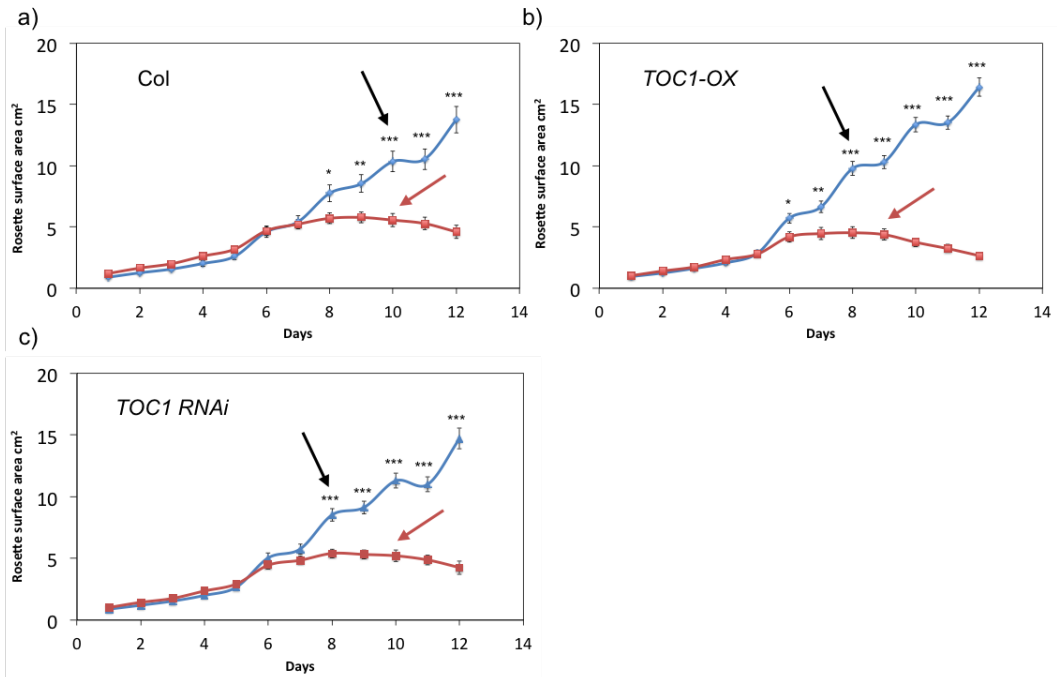 a)
Col
Rosette surface area cm²
20
15
10
5
0
* ** *** *** ***
0 2 4 6 8 10 12 14
Days
b)
TOC1-OX
Rosette surface area cm²
20
15
10
5
0
* ** *** *** *** *** ***
0 2 4 6 8 10 12 14
Days
c)
TOC1 RNAi
Rosette surface area cm²
20
15
10
5
0
*** *** *** *** ***
0 2 4 6 8 10 12 14
Days